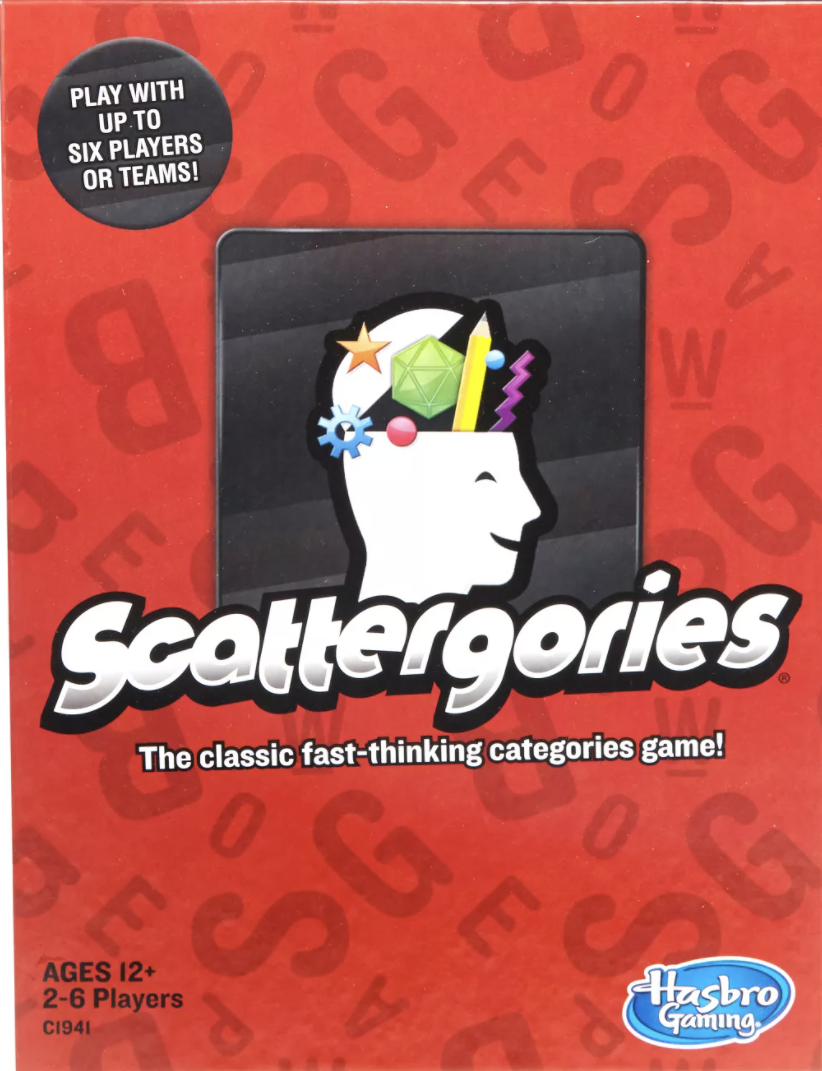 PLAY WITH
UP TO
SIX PLAYERS
OR TEAMS!
Scattergories®
The classic fast-thinking categories game!
AGES 12+
2-6 Players
C1941
Hasbro
Gaming